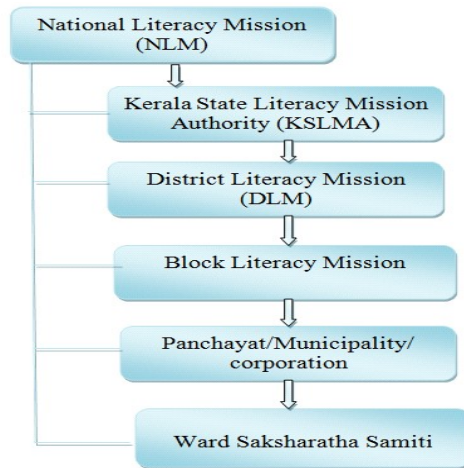 National Literacy Mission
(NLM)
Kerala State Literacy Mission
Authority (KSLMA)
District Literacy Mission
(DLM)
Block Literacy Mission
Panchayat/Municipality/
corporation
Ward Saksharatha Samiti